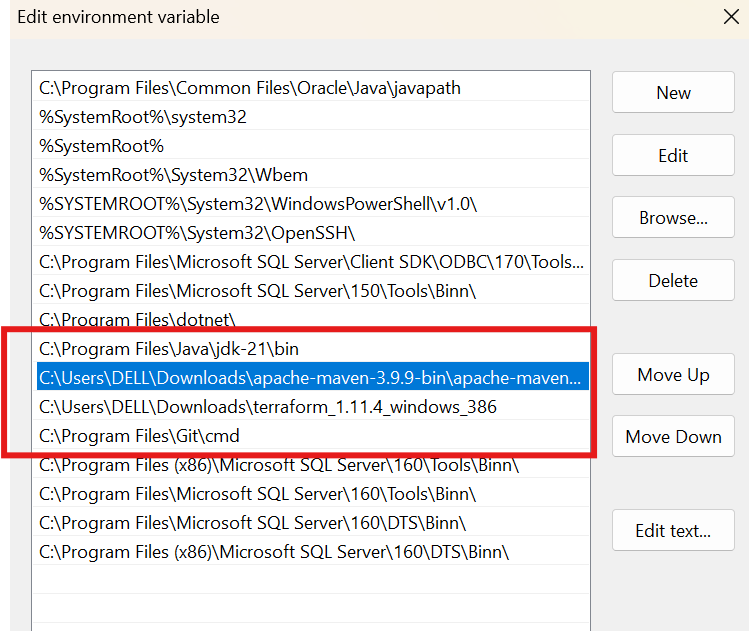 Edit environment variable
C:\Program Files\Common Files\Oracle\Java\javapath
New
%SystemRoot%\system32
%SystemRoot%
Edit
%SystemRoot%\System32\Wbem
%SYSTEMROOT%\System32\WindowsPowerShell\v1.0\
Browse...
%SYSTEMROOT%\System32\OpenSSH\
C:\Program Files\Microsoft SQL Server\Client SDK\ODBC\170\Tools...
Delete
C:\Program Files\Microsoft SQL Server\150\Tools\Binn\
C:\Program Files\dotnet\
C:\Program Files\Java\jdk-21\bin
Move Up
C:\Users\DELL\Downloads\apache-maven-3.9.9-bin\apache-maven...
C:\Users\DELL\Downloads\terraform_1.11.4_windows_386
C:\Program Files\Git\cmd
Move Down
C:\Program Files (x86)\Microsoft SQL Server\160\Tools\Binn\
C:\Program Files\Microsoft SQL Server\160\Tools\Binn\
C:\Program Files\Microsoft SQL Server\160\DTS\Binn\
Edit text...
C:\Program Files (x86)\Microsoft SQL Server\160\DTS\Binn\